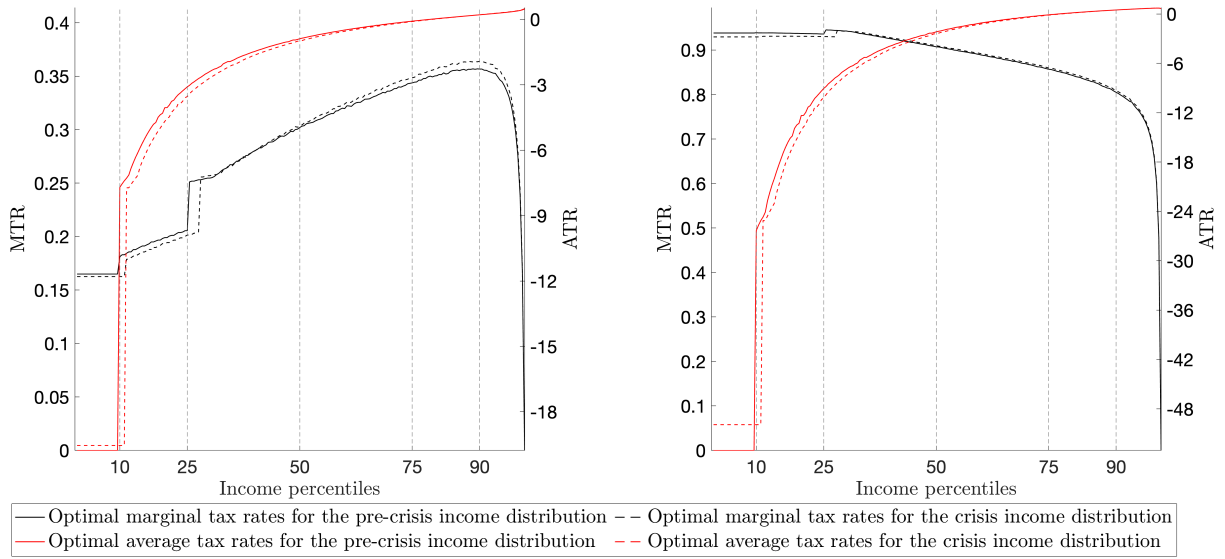 0.4
0.35
0.3
0.25
0.2
0.15
0.1
0.05
0
MTR
0
-3
-6
-9
-12
-15
-18
ATR
10 25 50 75 90
Income percentiles
0.9
0.8
0.7
0.6
0.5
0.4
0.3
0.2
0.1
0
MTR
0
-6
-12
-18
-24
-30
-36
-42
-48
ATR
10 25 50 75 90
Income percentiles
Optimal marginal tax rates for the pre-crisis income distribution
Optimal marginal tax rates for the crisis income distribution
Optimal average tax rates for the pre-crisis income distribution
Optimal average tax rates for the crisis income distribution